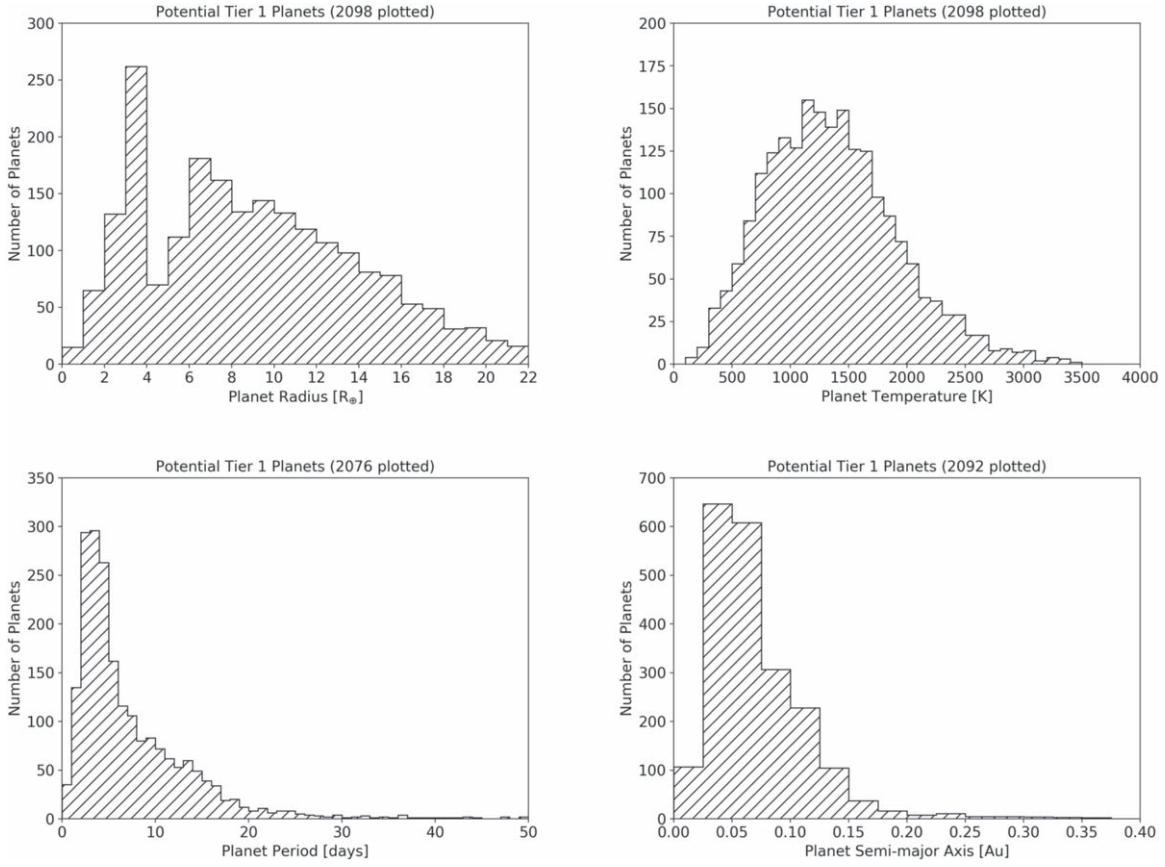 Potential Tier 1 Planets (2098 plotted)
300
250
200
150
100
50
0
Number of Planets
0 2 4 6 8 10 12 14 16 18 20 22
Planet Radius [R⊕]
Potential Tier 1 Planets (2098 plotted)
200
175
150
125
100
75
50
25
0
Number of Planets
0 500 1000 1500 2000 2500 3000 3500 4000
Planet Temperature [K]
Potential Tier 1 Planets (2076 plotted)
350
300
250
200
150
100
50
0
Number of Planets
0 10 20 30 40 50
Planet Period [days]
Potential Tier 1 Planets (2092 plotted)
700
600
500
400
300
200
100
0
Number of Planets
0.00 0.05 0.10 0.15 0.20 0.25 0.30 0.35 0.40
Planet Semi-major Axis [Au]